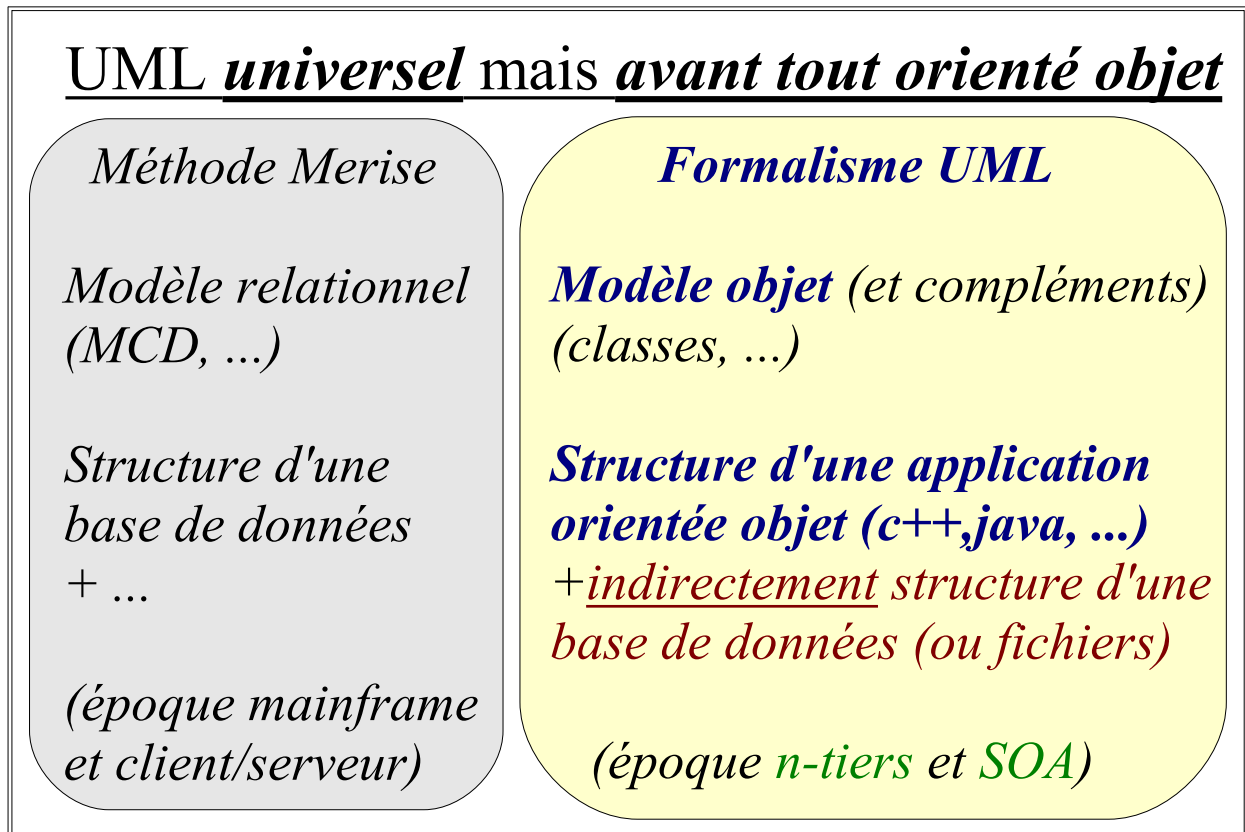 UML universel mais avant tout orienté objet
Méthode Merise
Modèle relationnel
(MCD, ...)
Structure d'une
base de données
+ ...
(époque mainframe
et client/serveur)
Formalisme UML
Modèle objet (et compléments)
(classes, ...)
Structure d'une application
orientée objet (c++,java, ...)
+indirectement structure d'une
base de données (ou fichiers)
(époque n-tiers et SOA)